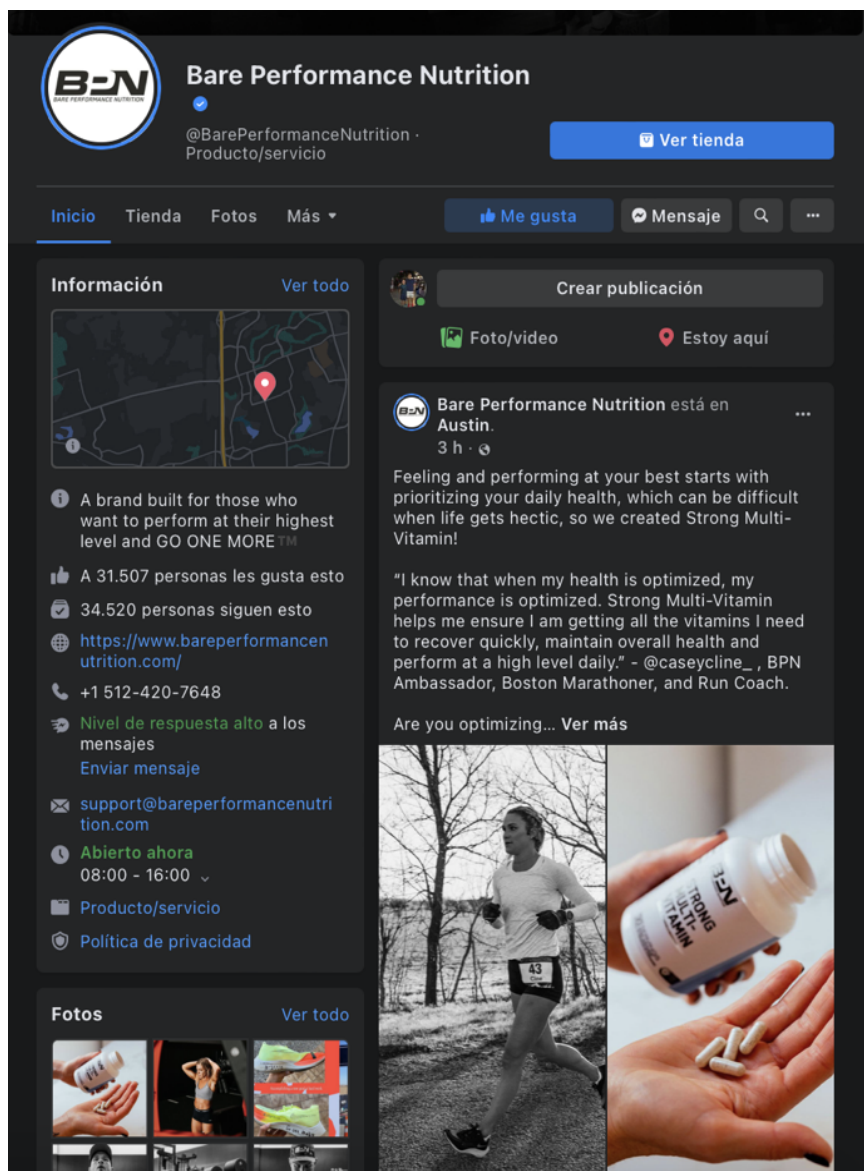 BPN
BARE PERFORMANCE NUTRITION
Bare Performance Nutrition
@BarePerformanceNutrition ·
Producto/servicio
Ver tienda
Inicio
Tienda
Fotos
Más
Me gusta
Mensaje
Información
Ver todo
A brand built for those who
want to perform at their highest
level and GO ONE MORE™
A 31.507 personas les gusta esto
34.520 personas siguen esto
https://www.bareperformancen
utrition.com/
+1 512-420-7648
Nivel de respuesta alto a los
mensajes
Enviar mensaje
support@bareperformancenutri
tion.com
Abierto ahora
08:00 - 16:00
Producto/servicio
Política de privacidad
Fotos
Ver todo
Crear publicación
Foto/video
Estoy aquí
BPN
Bare Performance Nutrition está en
Austin.
3 h ·
Feeling and performing at your best starts with
prioritizing your daily health, which can be difficult
when life gets hectic, so we created Strong Multi-
Vitamin!
“I know that when my health is optimized, my
performance is optimized. Strong Multi-Vitamin
helps me ensure I am getting all the vitamins I need
to recover quickly, maintain overall health and
perform at a high level daily.” - @caseycline_ , BPN
Ambassador, Boston Marathoner, and Run Coach.
Are you optimizing... Ver más
43
BPN
STRONG
MULTI-
VITAMIN